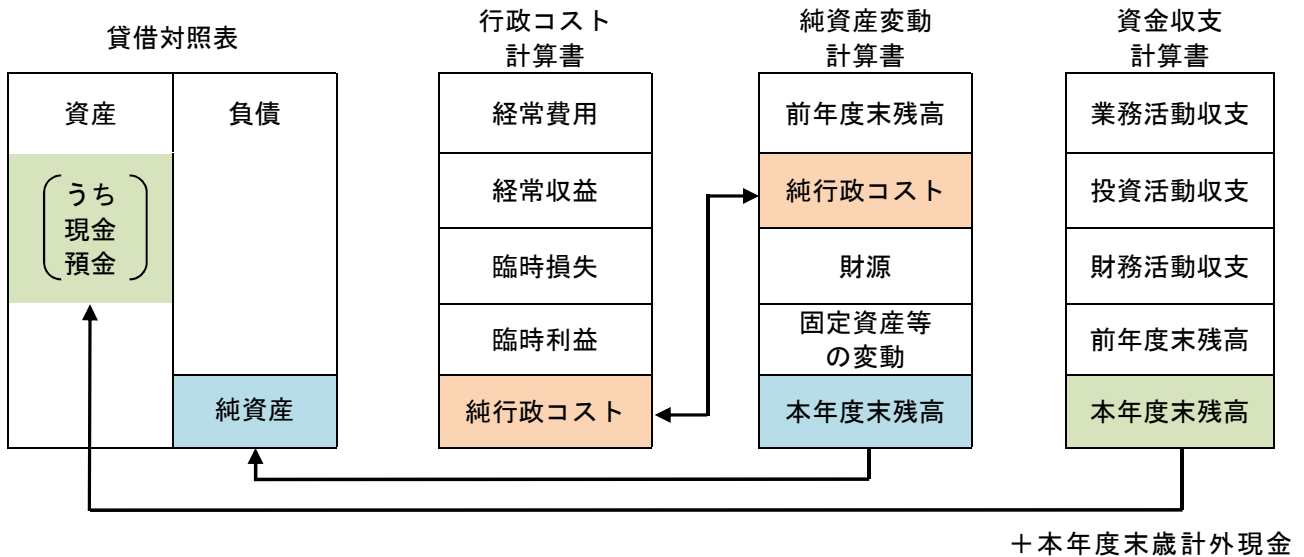 貸借対照表
資産
負債
うち
現金
預金
純資産
行政コスト
計算書
経常費用
経常収益
臨時損失
臨時利益
純行政コスト
純資産変動
計算書
前年度末残高
純行政コスト
財源
固定資産等
の変動
本年度末残高
資金収支
計算書
業務活動収支
投資活動収支
財務活動収支
前年度末残高
本年度末残高
＋本年度末歳計外現金